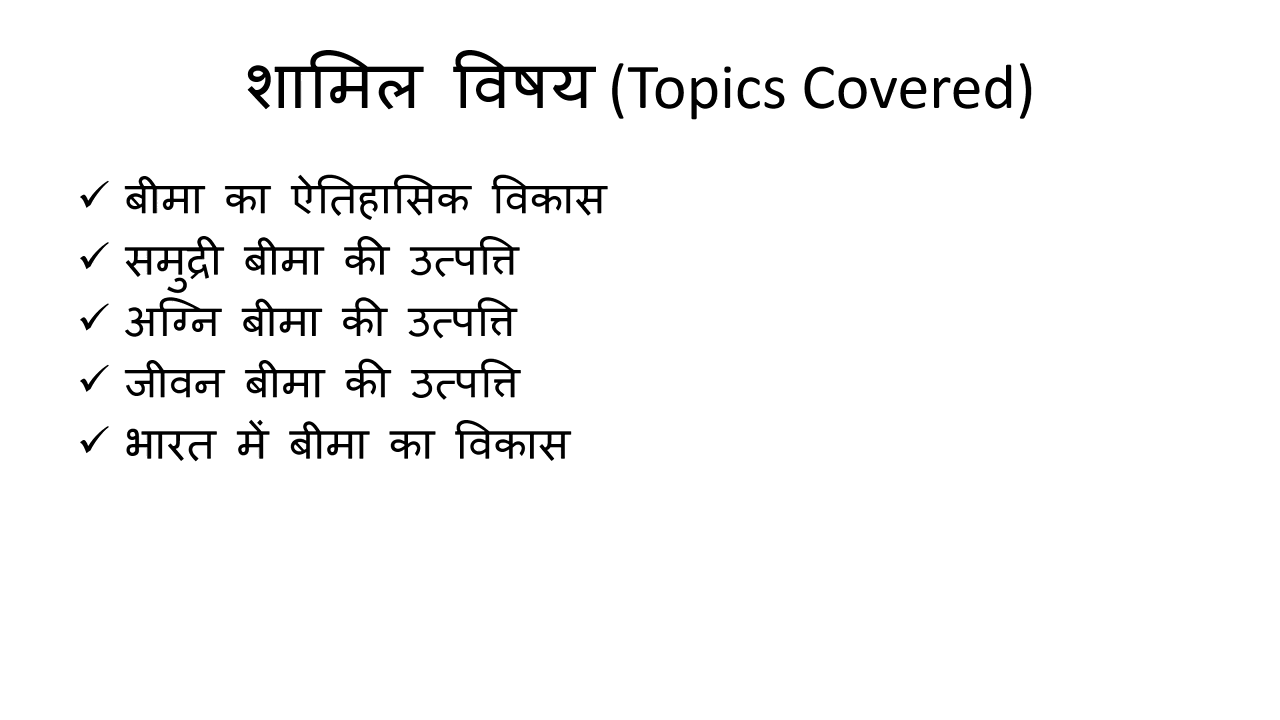 शामिल विषय (Topics Covered)
✓ बीमा का ऐतिहासिक विकास
✓ समुद्री बीमा की उत्पत्ति
✓ अग्नि बीमा की उत्पत्ति
✓ जीवन बीमा की उत्पत्ति
✓ भारत में बीमा का विकास